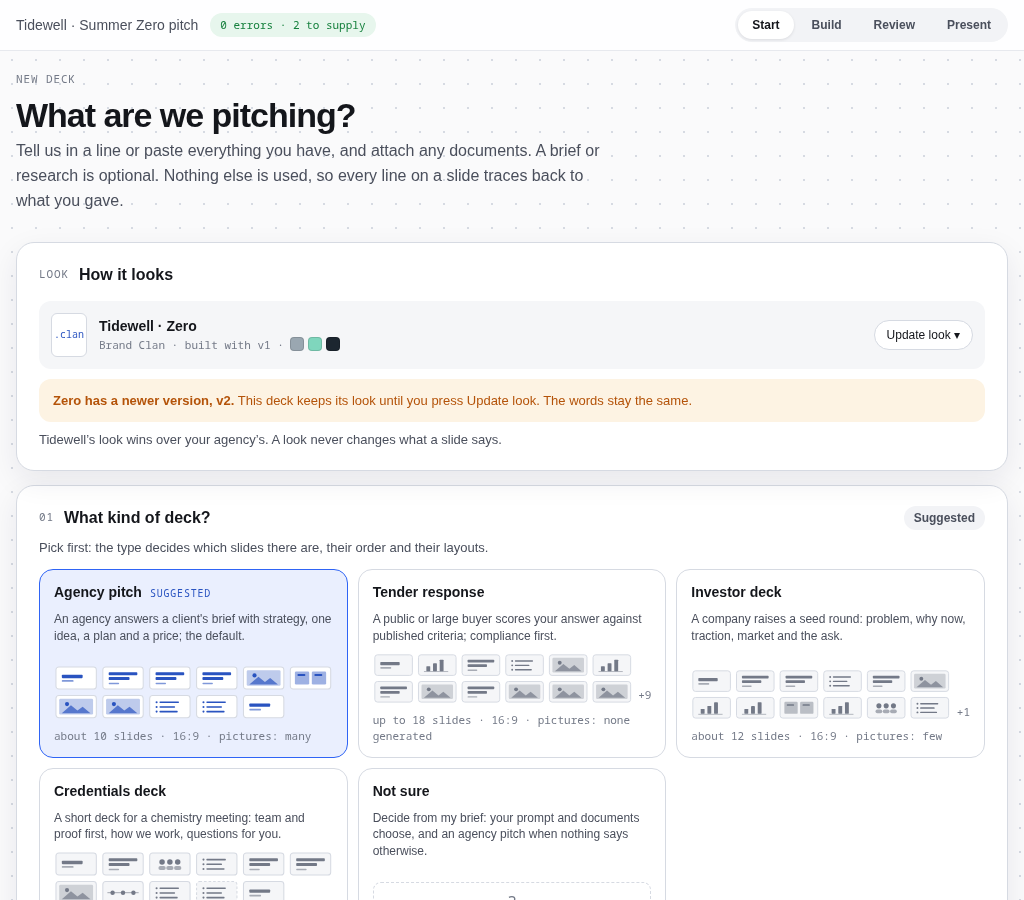 Tidewell · Summer Zero pitch
0 errors · 2 to supply
Start
Build
Review
Present
NEW DECK
What are we pitching?
Tell us in a line or paste everything you have, and attach any documents. A brief or
research is optional. Nothing else is used, so every line on a slide traces back to
what you gave.
LOOK How it looks
.clan
Tidewell · Zero
Brand Clan · built with v1 ·
Update look ▾
Zero has a newer version, v2. This deck keeps its look until you press Update look. The words stay the same.
Tidewell's look wins over your agency's. A look never changes what a slide says.
01 What kind of deck?
Suggested
Pick first: the type decides which slides there are, their order and their layouts.
Agency pitch SUGGESTED
An agency answers a client's brief with strategy, one
idea, a plan and a price; the default.
about 10 slides · 16:9 · pictures: many
Tender response
A public or large buyer scores your answer against
published criteria; compliance first.
+9
up to 18 slides · 16:9 · pictures: none
generated
Investor deck
A company raises a seed round: problem, why now,
traction, market and the ask.
+1
about 12 slides · 16:9 · pictures: few
Credentials deck
A short deck for a chemistry meeting: team and
proof first, how we work, questions for you.
Not sure
Decide from my brief: your prompt and documents
choose, and an agency pitch when nothing says
otherwise.